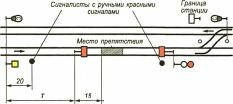 Сигналисты с ручными красными
сигналами
Граница
станции
Место препятствия
20
Т
15